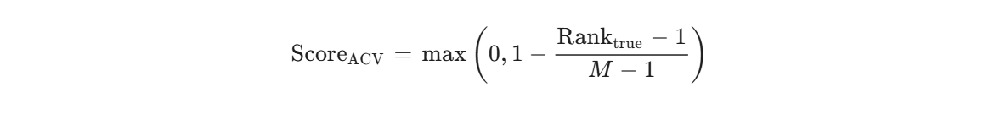 Score_ACV = max(0, 1 − (Rank_true − 1)/(M − 1))